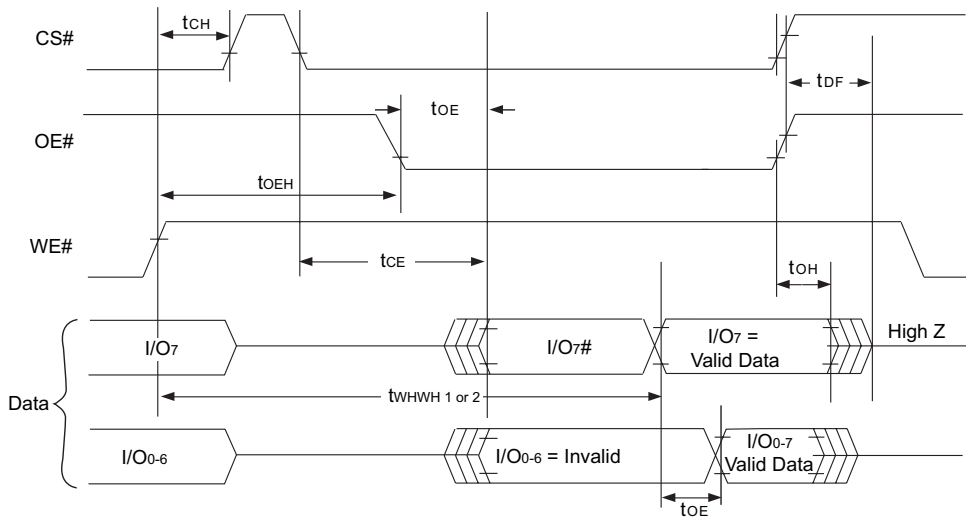 CS#
tCH
tDF
OE#
tOE
tOEH
WE#
tCE
tOH
I/O7
I/O7#
I/O7 =
Valid Data
High Z
Data
tWHWH 1 or 2
I/O0-6
I/O0-6 = Invalid
I/O0-7
Valid Data
tOE